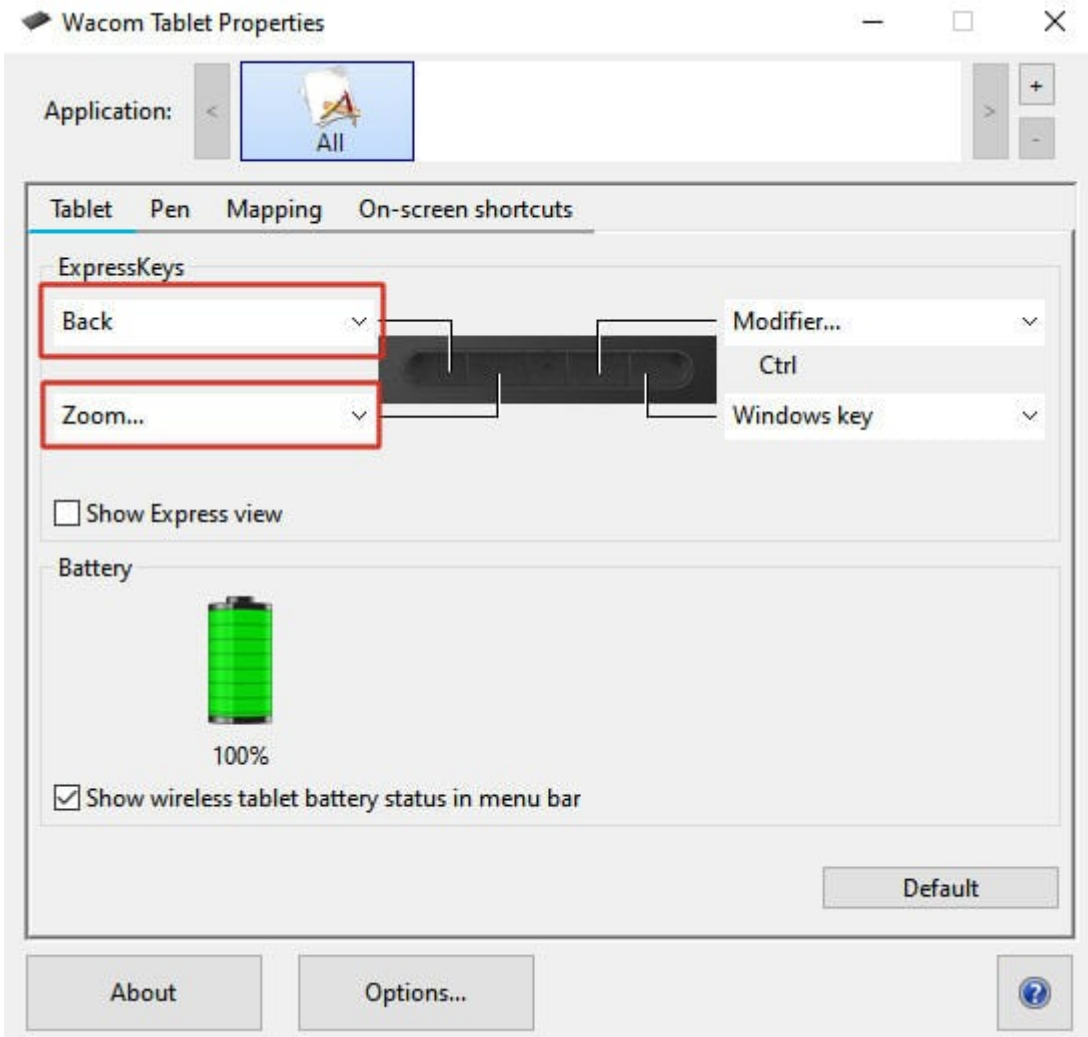 Wacom Tablet Properties
Application:
<
All
>
+
-
Tablet Pen Mapping On-screen shortcuts
ExpressKeys
Back
Modifier...
Ctrl
Zoom...
Windows key
Show Express view
Battery
100%
Show wireless tablet battery status in menu bar
Default
About
Options...
?